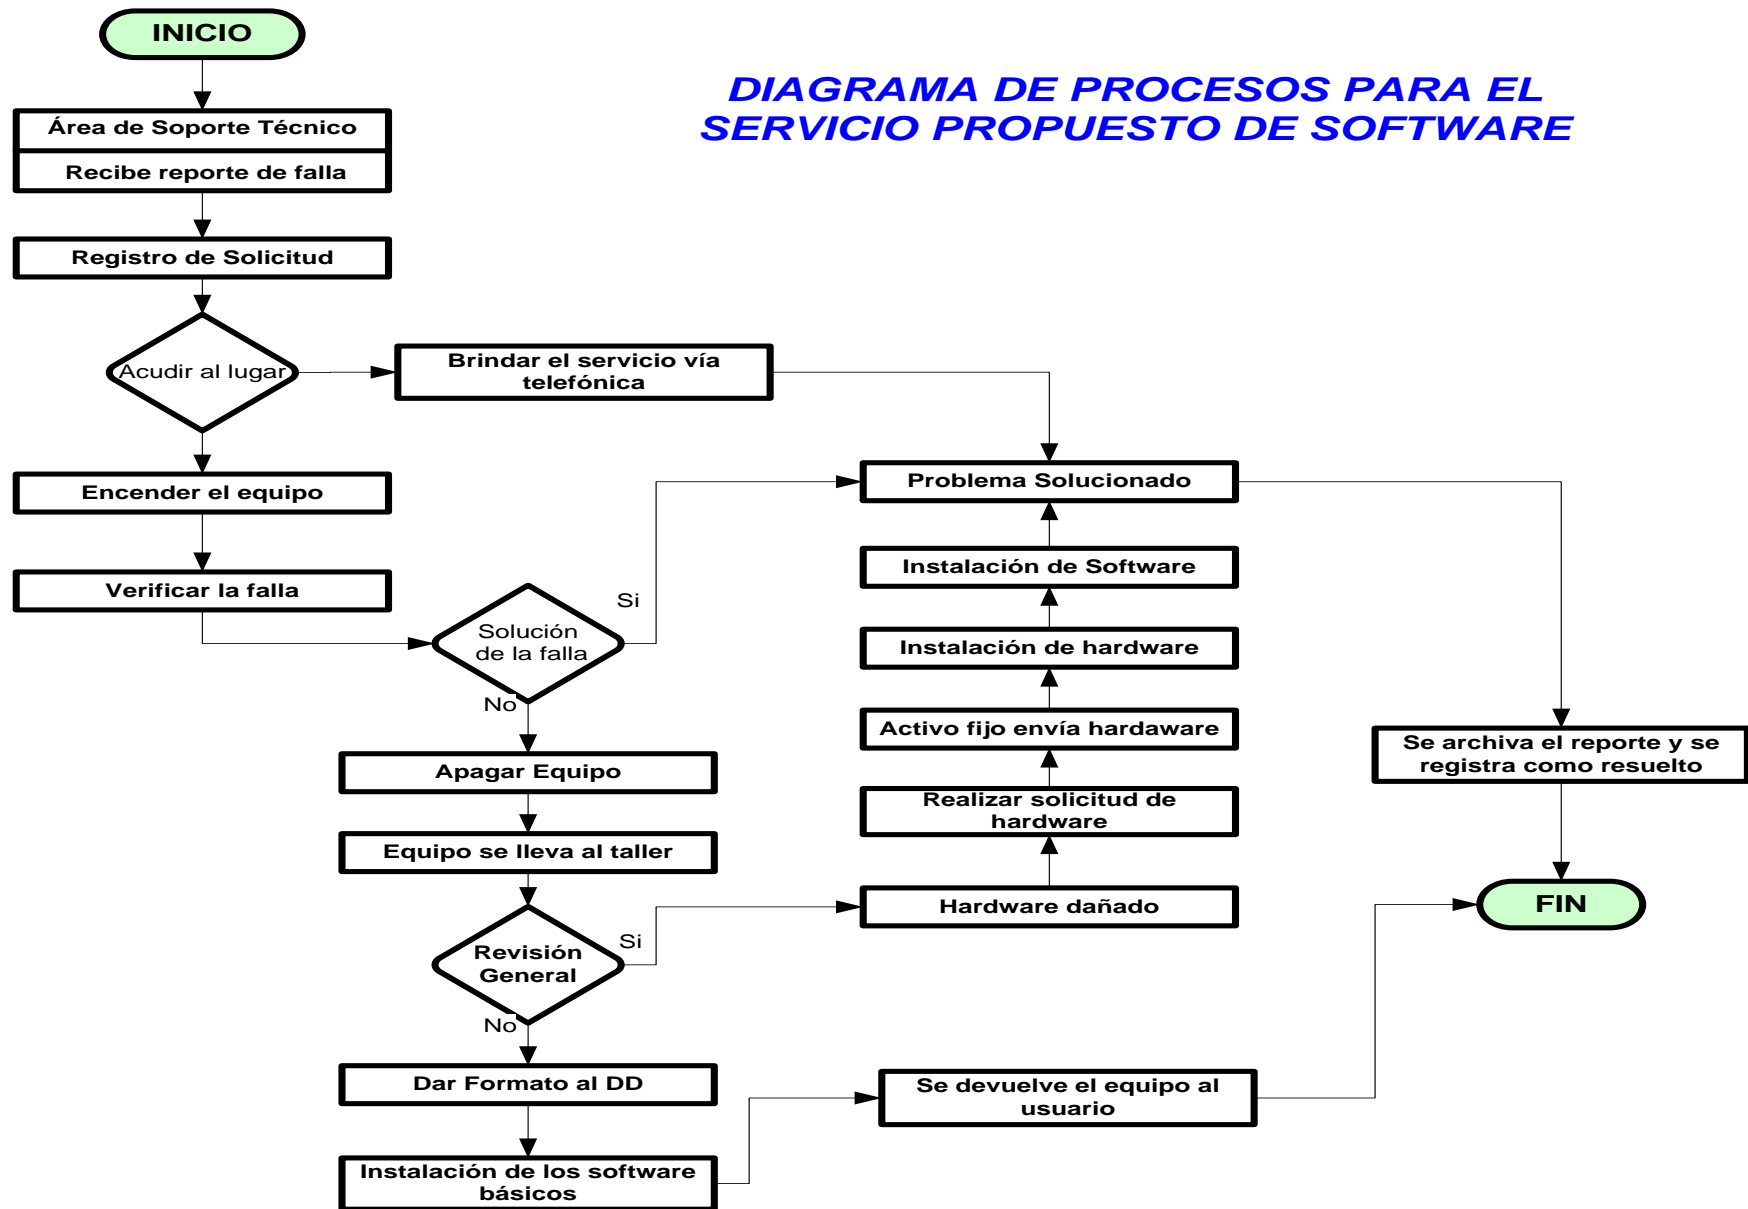 INICIO
DIAGRAMA DE PROCESOS PARA EL
SERVICIO PROPUESTO DE SOFTWARE
Área de Soporte Técnico
Recibe reporte de falla
Registro de Solicitud
Acudir al lugar
Brindar el servicio vía
telefónica
Encender el equipo
Problema Solucionado
Verificar la falla
Instalación de Software
Si
Solución
de la falla
No
Instalación de hardware
Activo fijo envía hardaware
Se archiva el reporte y se
registra como resuelto
Apagar Equipo
Realizar solicitud de
hardware
Equipo se lleva al taller
Hardware dañado
FIN
Si
Revisión
General
No
Dar Formato al DD
Se devuelve el equipo al
usuario
Instalación de los software
básicos